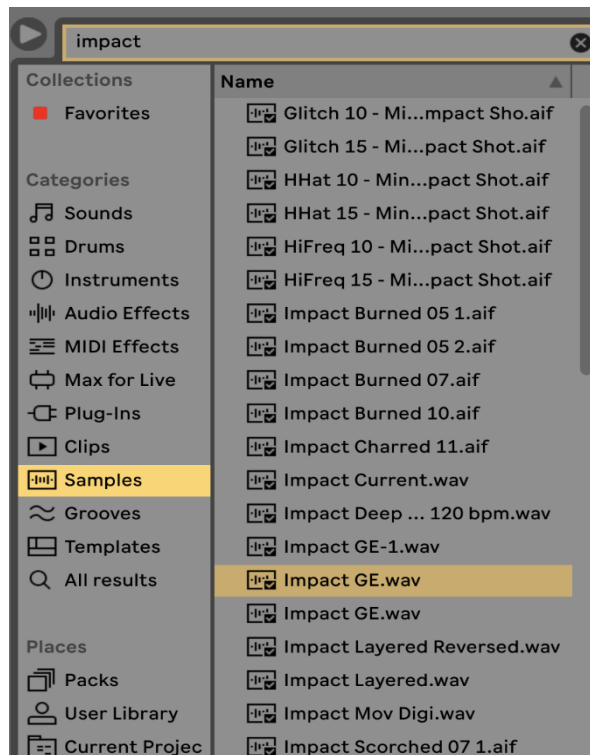 impact
Collections
Favorites
Categories
Sounds
Drums
Instruments
Audio Effects
MIDI Effects
Max for Live
Plug-Ins
Clips
Samples
Grooves
Templates
All results
Places
Packs
User Library
Current Projec
Name
Glitch 10 - Mi...mpact Sho.aif
Glitch 15 - Mi...pact Shot.aif
HHat 10 - Min...pact Shot.aif
HHat 15 - Min...pact Shot.aif
HiFreq 10 - Mi...pact Shot.aif
HiFreq 15 - Mi...pact Shot.aif
Impact Burned 05 1.aif
Impact Burned 05 2.aif
Impact Burned 07.aif
Impact Burned 10.aif
Impact Charred 11.aif
Impact Current.wav
Impact Deep ... 120 bpm.wav
Impact GE-1.wav
Impact GE.wav
Impact GE.wav
Impact Layered Reversed.wav
Impact Layered.wav
Impact Mov Digi.wav
Impact Scorched 07 1.aif